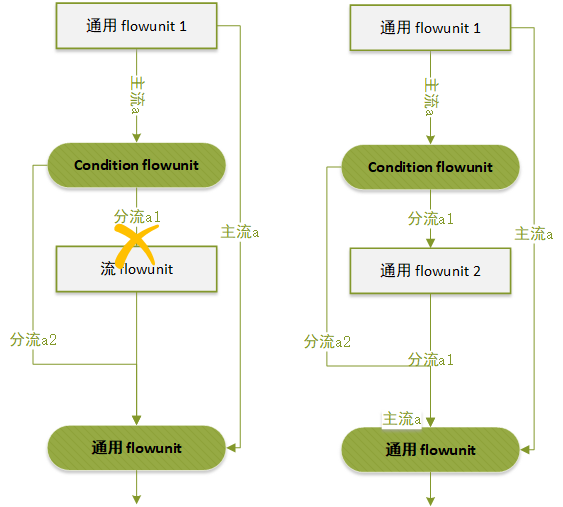 通用 flowunit 1
主流a
Condition flowunit
分流a1
主流a
流 flowunit
分流a2
通用 flowunit
通用 flowunit 1
主流a
Condition flowunit
分流a1
主流a
通用 flowunit 2
分流a2
分流a1
主流a
通用 flowunit